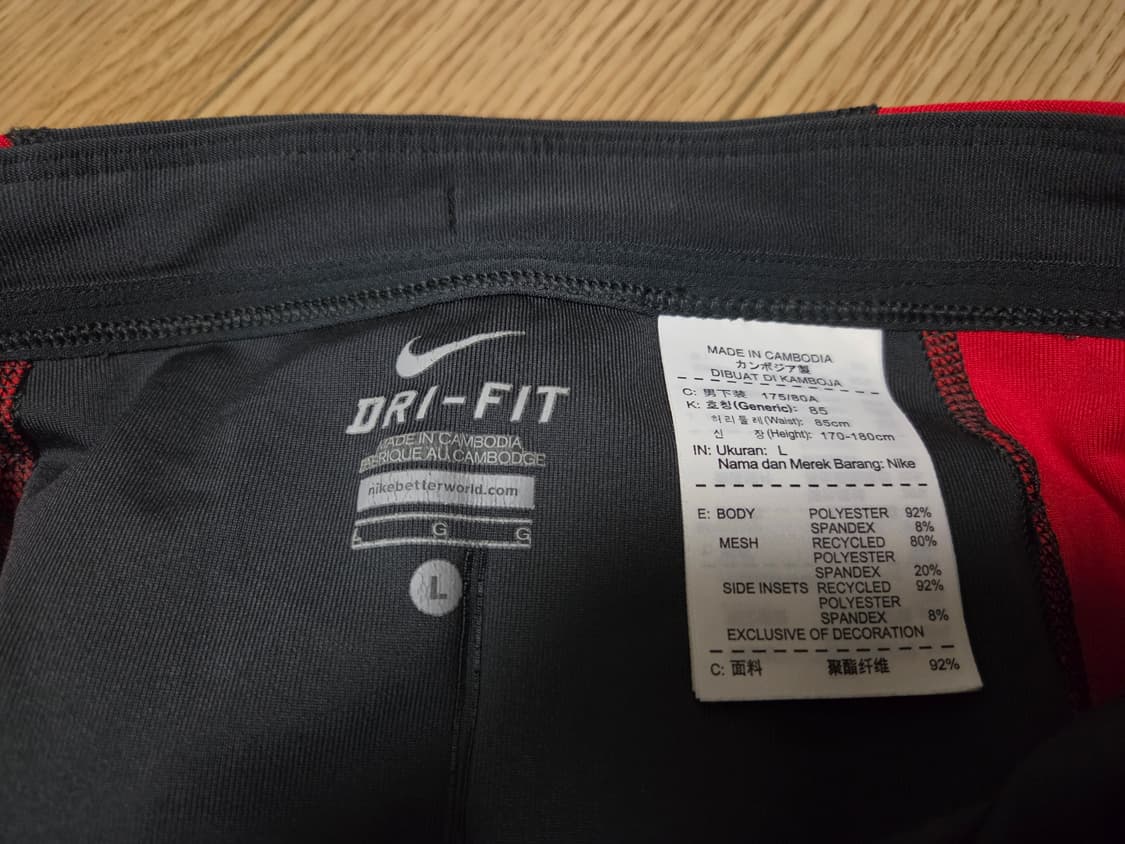 DRI-FIT
MADE IN CAMBODIA
FABRIQUE AU CAMBODGE
nikebetterworld.com
L G G
L
MADE IN CAMBODIA
カンボジア製
DIBUAT DI KAMBOJA
C: 男下装 175/80A
K: 호칭(Generic): 85
허리둘레(Waist): 85cm
신 장(Height): 170-180cm
IN: Ukuran: L
Nama dan Merek Barang: Nike
E: BODY POLYESTER 92%
SPANDEX 8%
MESH RECYCLED 80%
POLYESTER
SPANDEX 20%
SIDE INSETS RECYCLED 92%
POLYESTER
SPANDEX 8%
EXCLUSIVE OF DECORATION
C: 面料 聚酯纤维 92%